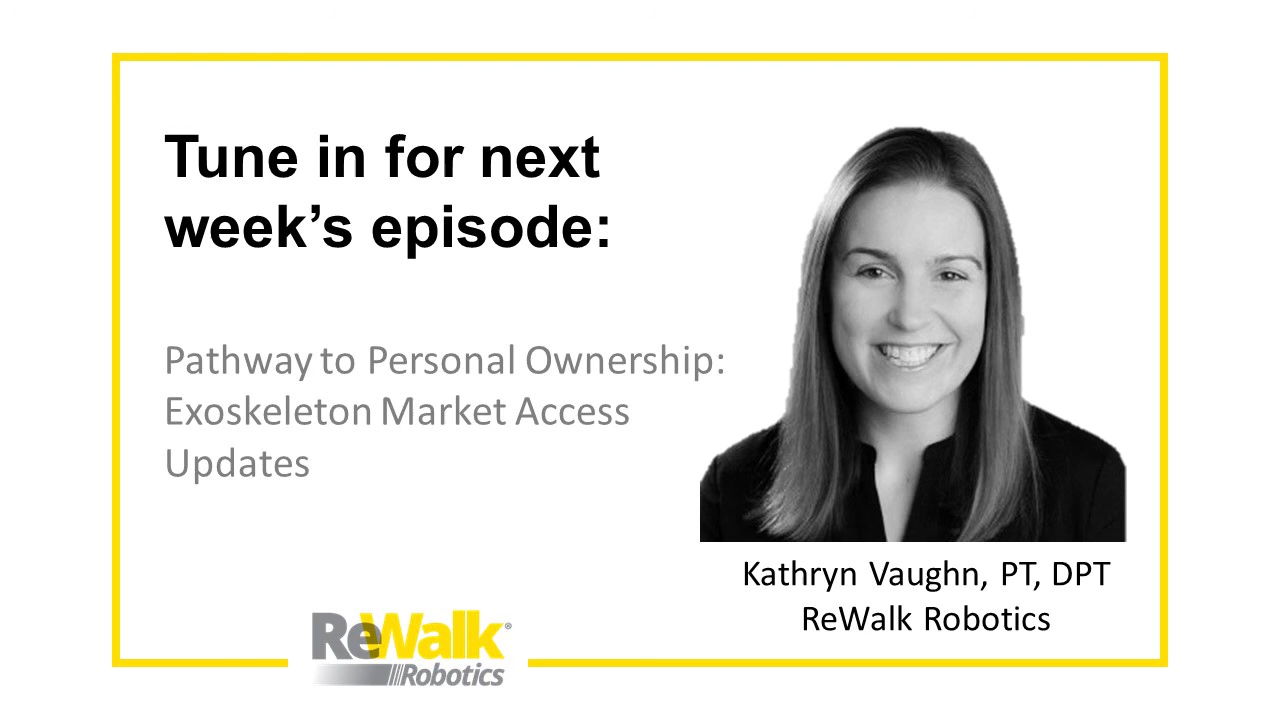 Tune in for next
week’s episode:
Pathway to Personal Ownership:
Exoskeleton Market Access
Updates
Kathryn Vaughn, PT, DPT
ReWalk Robotics
ReWalk®
Robotics